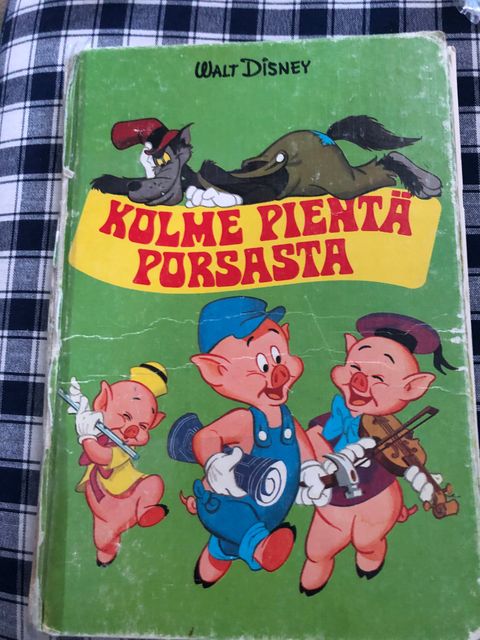 WALT DISNEY
KOLME PIENTÄ
PORSASTA